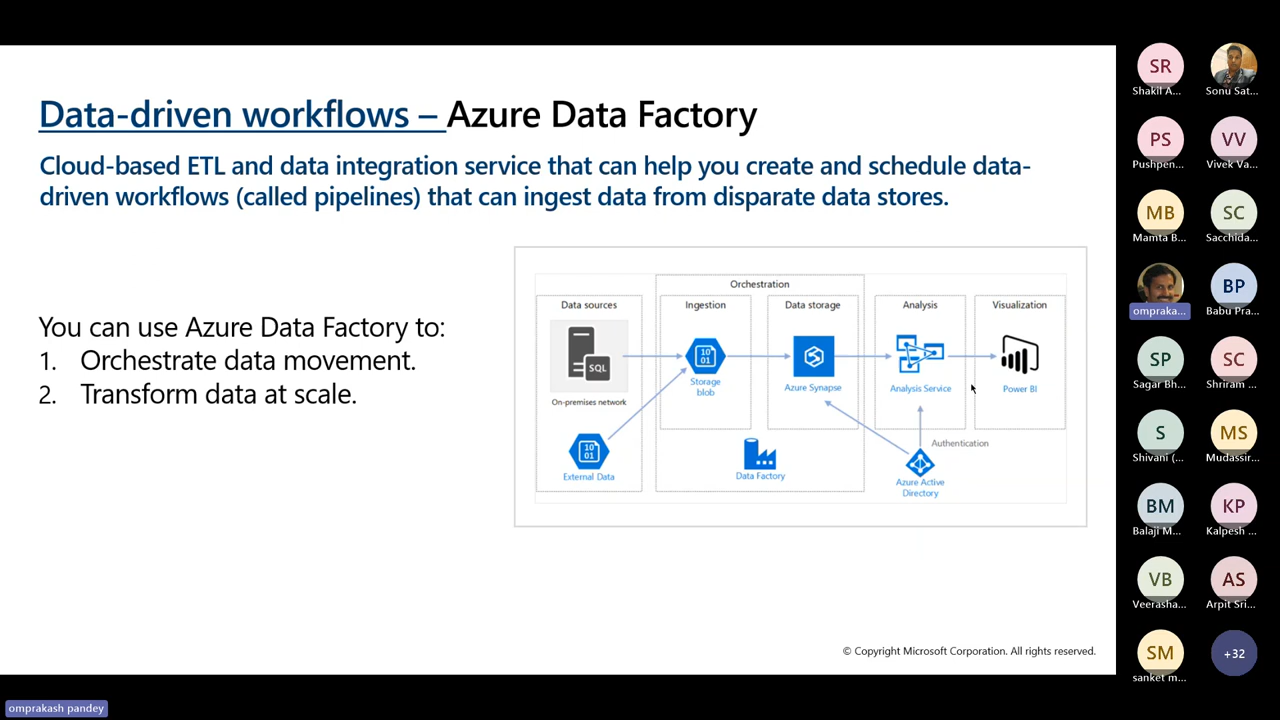 Data-driven workflows – Azure Data Factory
Cloud-based ETL and data integration service that can help you create and schedule data-
driven workflows (called pipelines) that can ingest data from disparate data stores.
You can use Azure Data Factory to:
1. Orchestrate data movement.
2. Transform data at scale.
Orchestration
Data sources
Ingestion
Data storage
Analysis
Visualization
SQL
On-premises network
10
01
Storage
blob
Azure Synapse
Analysis Service
Power BI
10
01
External Data
Data Factory
Authentication
Azure Active
Directory
© Copyright Microsoft Corporation. All rights reserved.
SR
Shakil A...
Sonu Sat...
PS
Pushpen...
VV
Vivek Va...
MB
Mamta B...
SC
Sacchida...
ompraka...
BP
Babu Pra...
SP
Sagar Bh...
SC
Shriram ...
S
Shivani (...
MS
Mudassir...
BM
Balaji M...
KP
Kalpesh ...
VB
Veerasha...
AS
Arpit Sri...
SM
sanket m...
+32
omprakash pandey